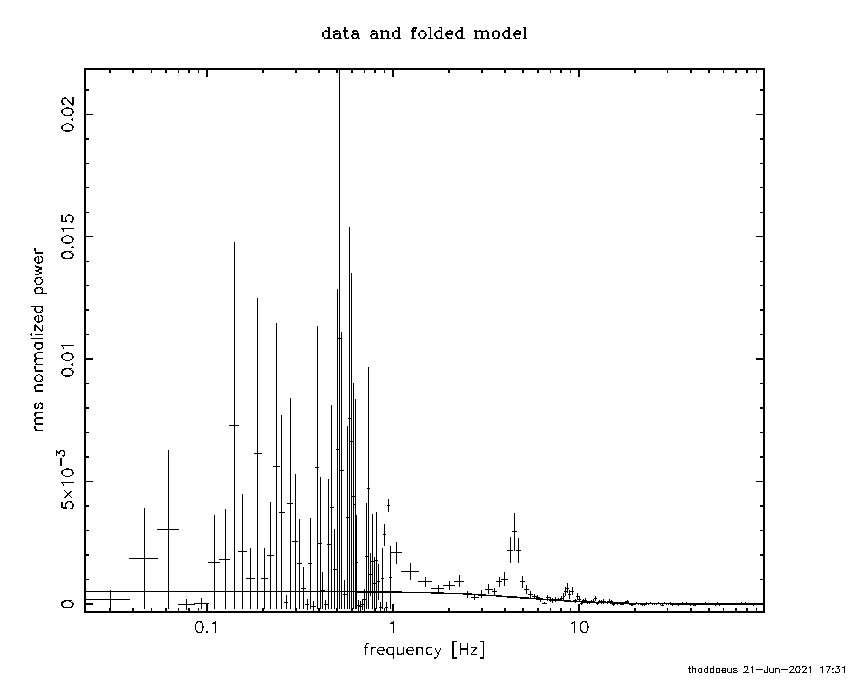 data and folded model
rms normalized power
0.02
0.015
0.01
5×10⁻³
0
0.1 1 10
frequency [Hz]
thaddaeus 21-Jun-2021 17:31